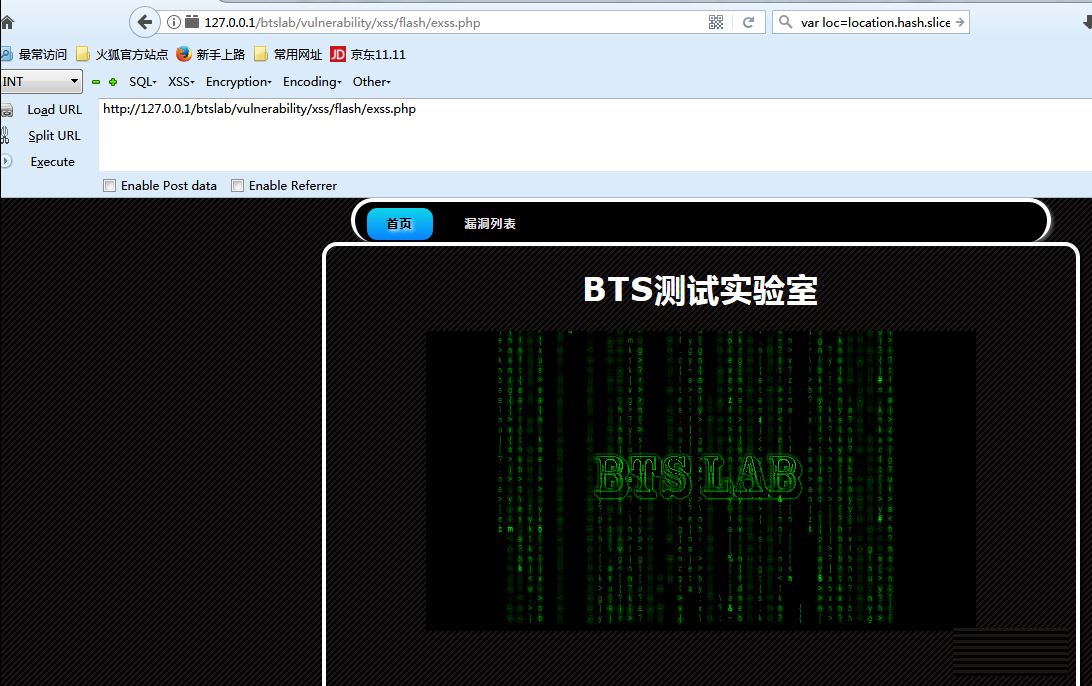 127.0.0.1/btslab/vulnerability/xss/flash/exss.php
var loc=location.hash.slice
最常访问 火狐官方站点 新手上路 常用网址 JD 京东11.11
INT SQL XSS Encryption Encoding Other
Load URL http://127.0.0.1/btslab/vulnerability/xss/flash/exss.php
Split URL
Execute
Enable Post data Enable Referrer
首页 漏洞列表
BTS测试实验室
BTS LAB